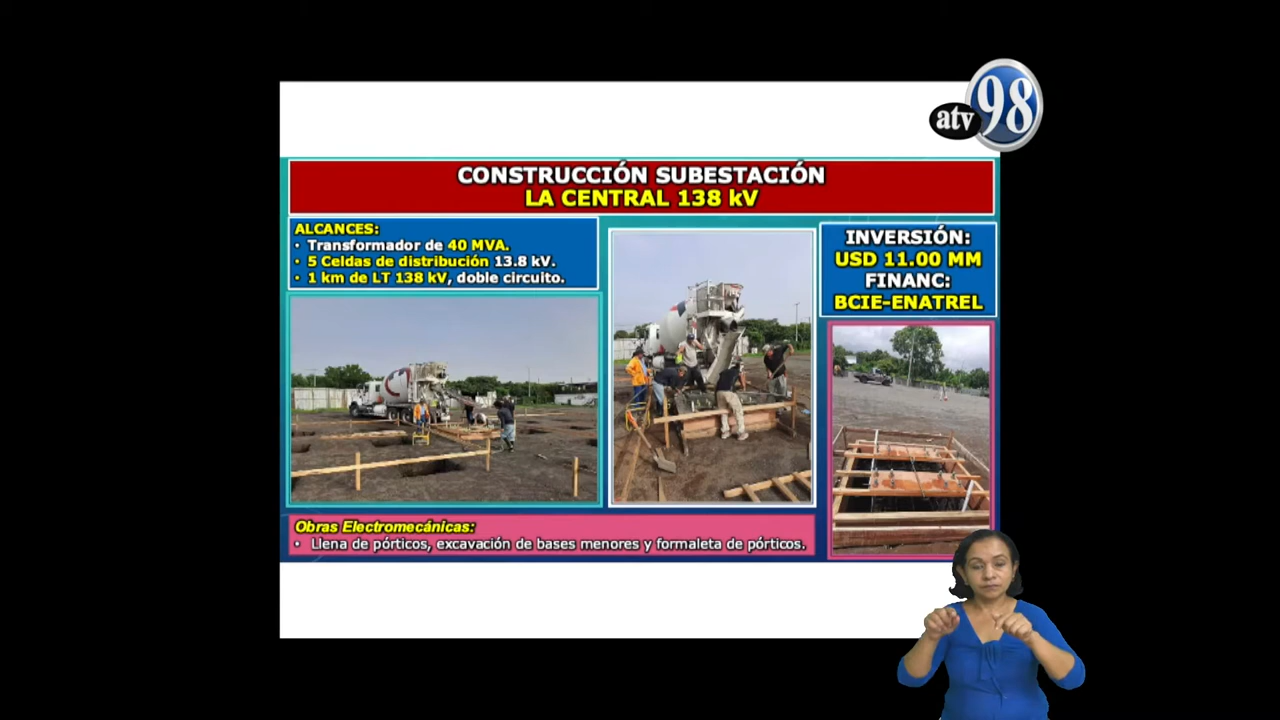 atv 98
CONSTRUCCIÓN SUBESTACIÓN
LA CENTRAL 138 kV
ALCANCES:
• Transformador de 40 MVA.
• 5 Celdas de distribución 13.8 kV.
• 1 km de LT 138 kV, doble circuito.
INVERSIÓN:
USD 11.00 MM
FINANC:
BCIE-ENATREL
Obras Electromecánicas:
• Llena de pórticos, excavación de bases menores y formaleta de pórticos.